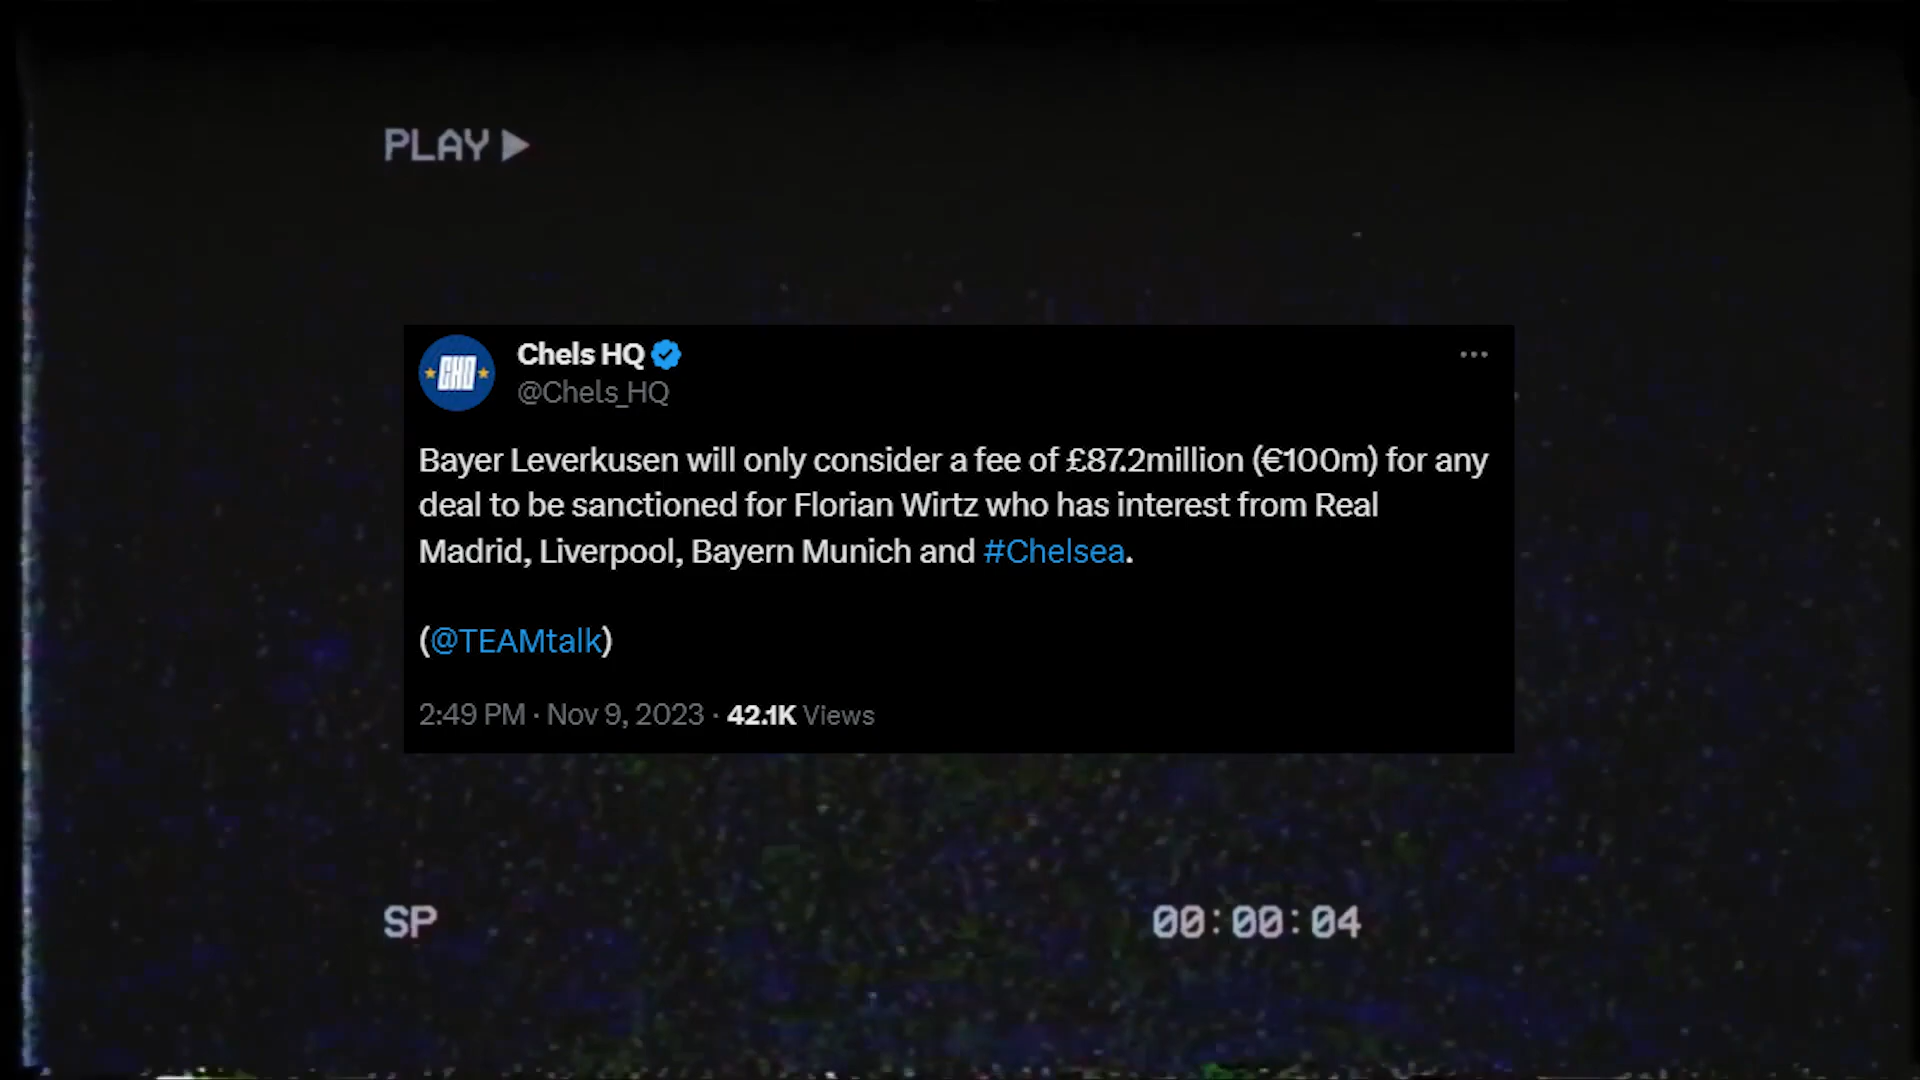 PLAY
CHQ
Chels HQ
@Chels_HQ
Bayer Leverkusen will only consider a fee of £87.2million (€100m) for any
deal to be sanctioned for Florian Wirtz who has interest from Real
Madrid, Liverpool, Bayern Munich and #Chelsea.
(@TEAMtalk)
2:49 PM · Nov 9, 2023 · 42.1K Views
SP
00:00:04